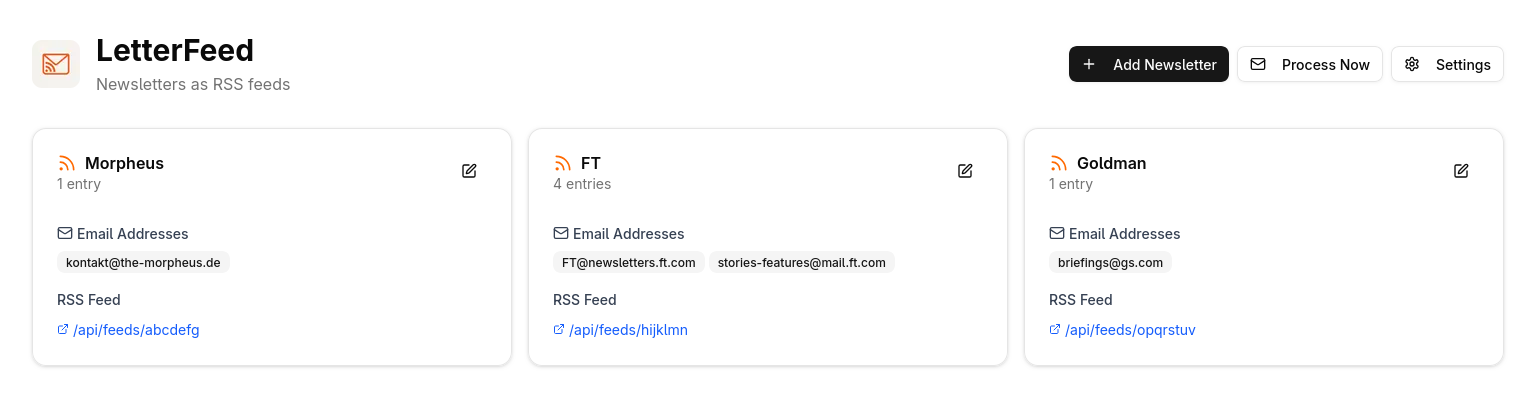 LetterFeed
Newsletters as RSS feeds
Add Newsletter
Process Now
Settings
Morpheus
1 entry
Email Addresses
kontakt@the-morpheus.de
RSS Feed
/api/feeds/abcdefg
FT
4 entries
Email Addresses
FT@newsletters.ft.com stories-features@mail.ft.com
RSS Feed
/api/feeds/hijklmn
Goldman
1 entry
Email Addresses
briefings@gs.com
RSS Feed
/api/feeds/opqrstuv